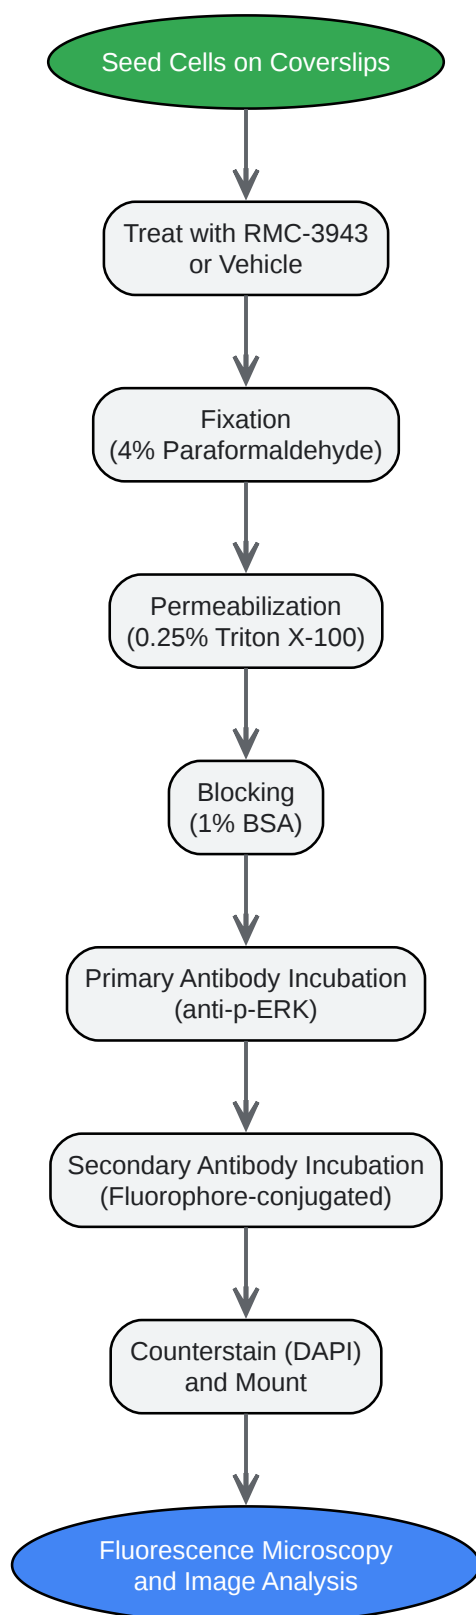 Seed Cells on Coverslips
Treat with RMC-3943
or Vehicle
Fixation
(4% Paraformaldehyde)
Permeabilization
(0.25% Triton X-100)
Blocking
(1% BSA)
Primary Antibody Incubation
(anti-p-ERK)
Secondary Antibody Incubation
(Fluorophore-conjugated)
Counterstain (DAPI)
and Mount
Fluorescence Microscopy
and Image Analysis